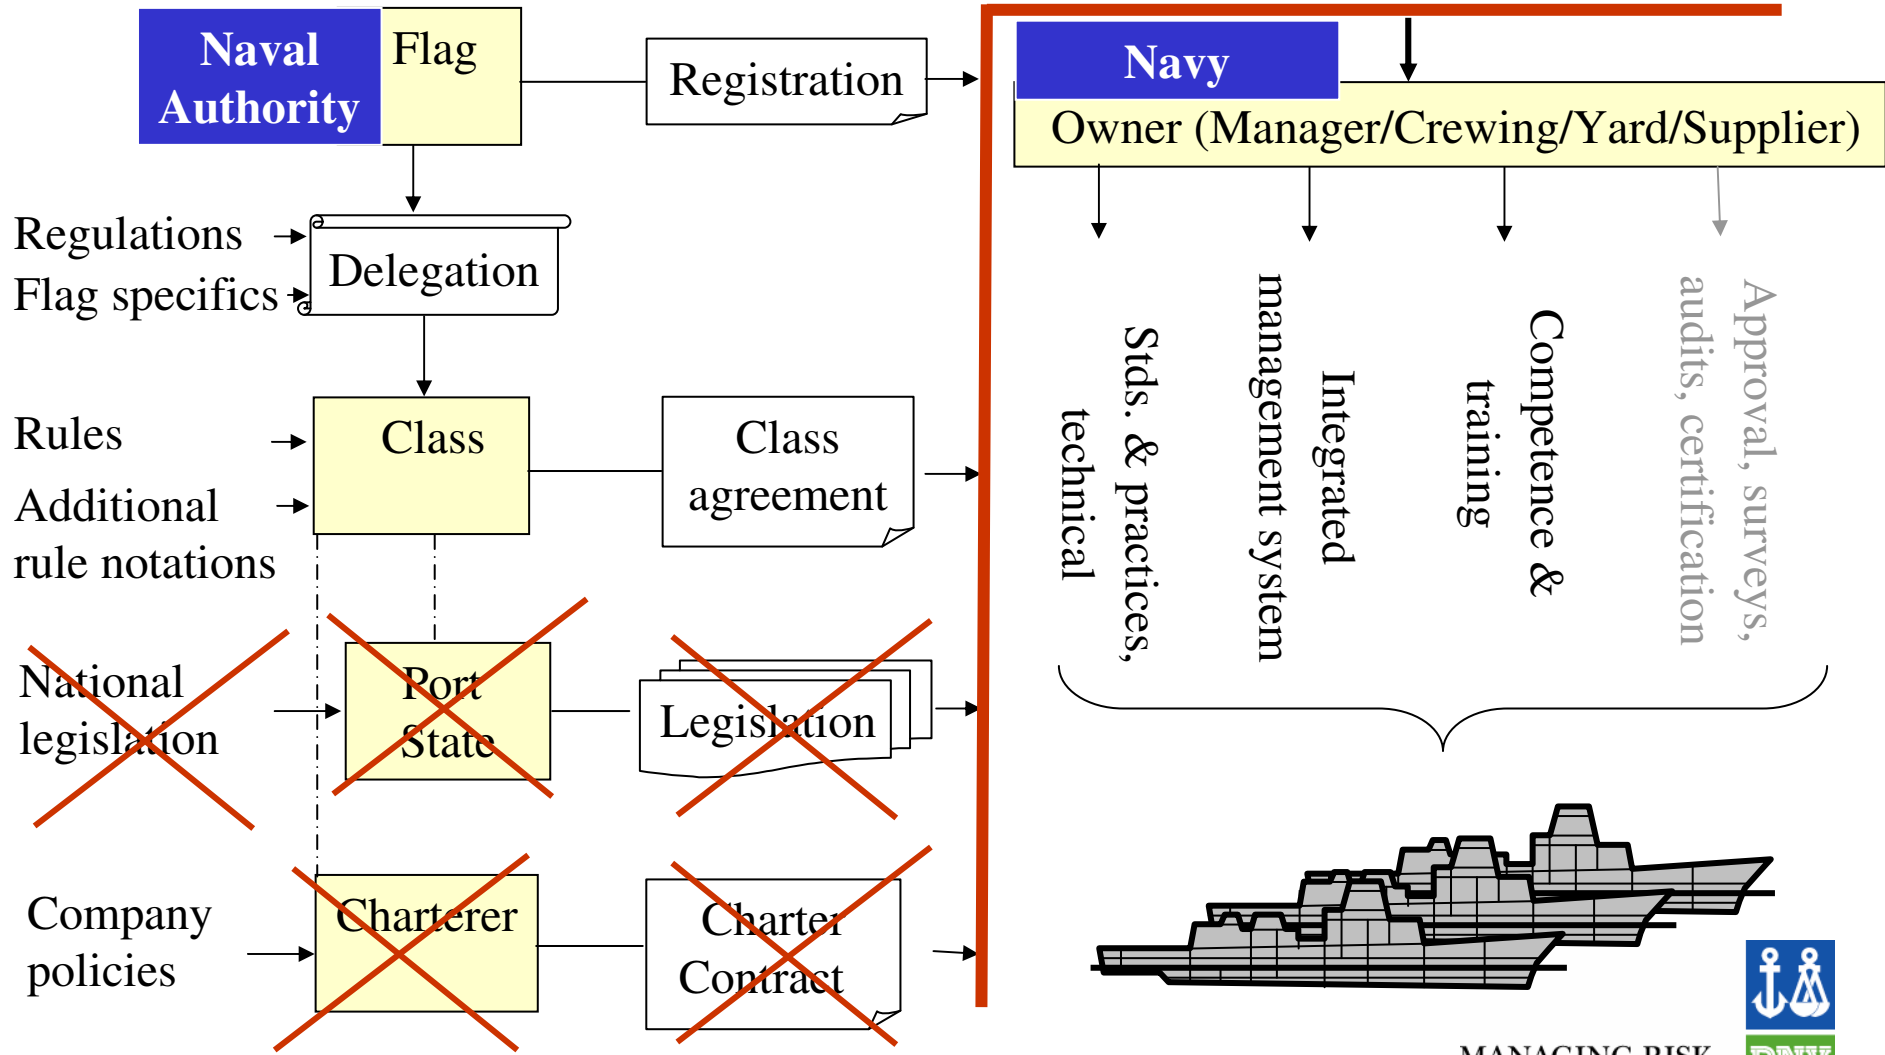 Naval
Authority
Flag
Registration
Navy
Owner (Manager/Crewing/Yard/Supplier)
Regulations
Flag specifics
Delegation
Rules
Additional
rule notations
Class
Class
agreement
National
legislation
Port
State
Legislation
Company
policies
Charterer
Charter
Contract
Stds. & practices,
technical
Integrated
management system
Competence &
training
Approval, surveys,
audits, certification
MANAGING RISK
DNV